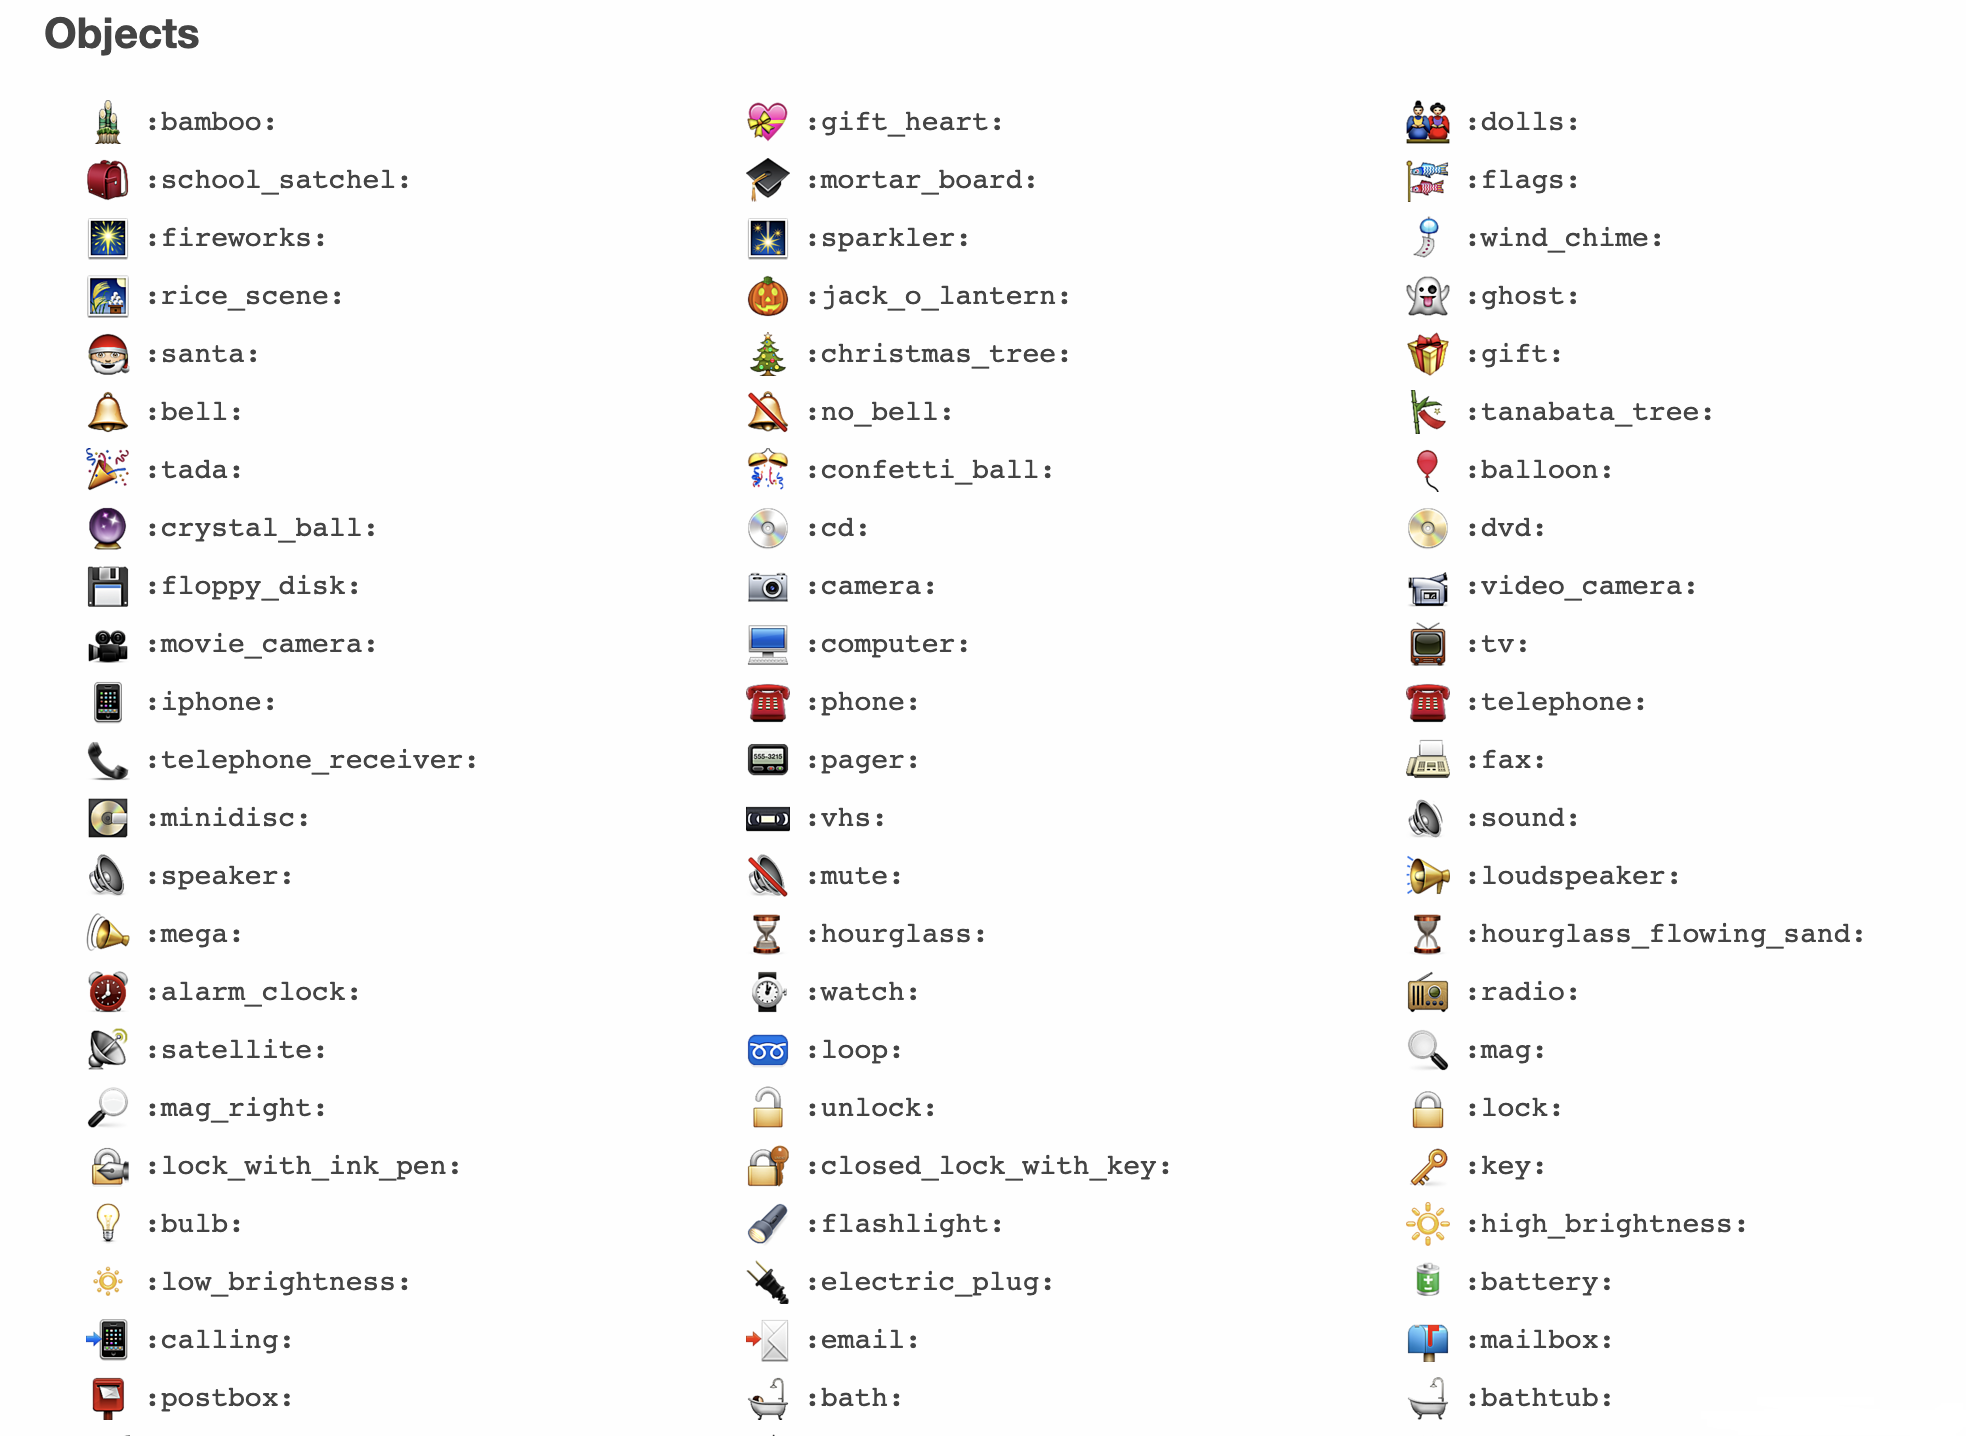 Objects
:bamboo: :gift_heart: :dolls:
:school_satchel: :mortar_board: :flags:
:fireworks: :sparkler: :wind_chime:
:rice_scene: :jack_o_lantern: :ghost:
:santa: :christmas_tree: :gift:
:bell: :no_bell: :tanabata_tree:
:tada: :confetti_ball: :balloon:
:crystal_ball: :cd: :dvd:
:floppy_disk: :camera: :video_camera:
:movie_camera: :computer: :tv:
:iphone: :phone: :telephone:
:telephone_receiver: 555-3215 :pager: :fax:
:minidisc: :vhs: :sound:
:speaker: :mute: :loudspeaker:
:mega: :hourglass: :hourglass_flowing_sand:
:alarm_clock: :watch: :radio:
:satellite: :loop: :mag:
:mag_right: :unlock: :lock:
:lock_with_ink_pen: :closed_lock_with_key: :key:
:bulb: :flashlight: :high_brightness:
:low_brightness: :electric_plug: :battery:
:calling: :email: :mailbox:
:postbox: :bath: :bathtub: